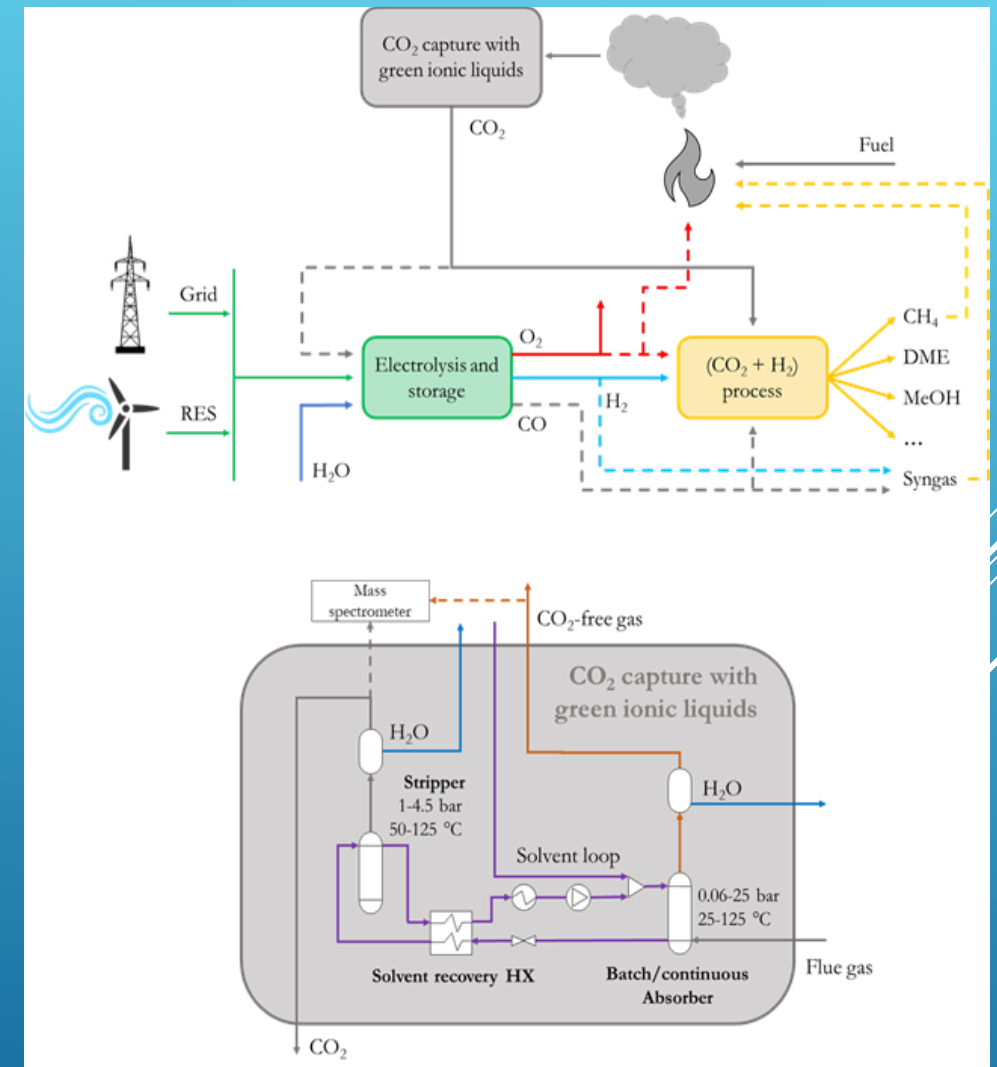 CO₂ capture with
green ionic liquids
CO₂
Fuel
Grid
RES
H₂O
Electrolysis and
storage
O₂
H₂
CO
(CO₂ + H₂)
process
CH₄
DME
MeOH
...
Syngas
Mass
spectrometer
CO₂-free gas
CO₂ capture with
green ionic liquids
H₂O
Stripper
1-4.5 bar
50-125 °C
H₂O
Solvent loop
0.06-25 bar
25-125 °C
Solvent recovery HX
Batch/continuous
Absorber
Flue gas
CO₂